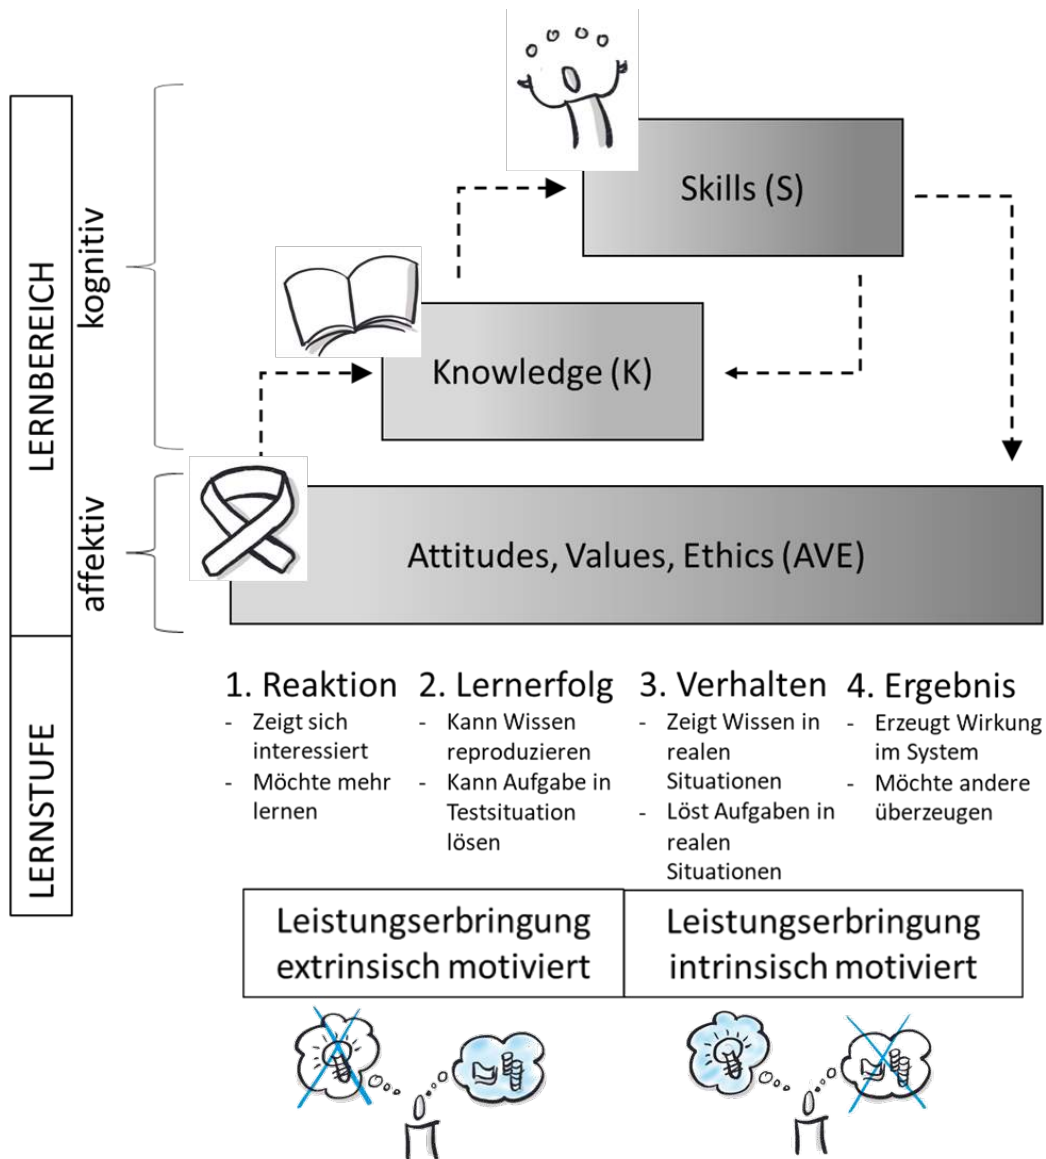 LERNBEREICH
kognitiv
affektiv
Skills (S)
Knowledge (K)
Attitudes, Values, Ethics (AVE)
LERNSTUFE
1. Reaktion
- Zeigt sich
interessiert
- Möchte mehr
lernen
2. Lernerfolg
- Kann Wissen
reproduzieren
- Kann Aufgabe in
Testsituation
lösen
3. Verhalten
- Zeigt Wissen in
realen
Situationen
- Löst Aufgaben in
realen
Situationen
4. Ergebnis
- Erzeugt Wirkung
im System
- Möchte andere
überzeugen
Leistungserbringung
extrinsisch motiviert
Leistungserbringung
intrinsisch motiviert